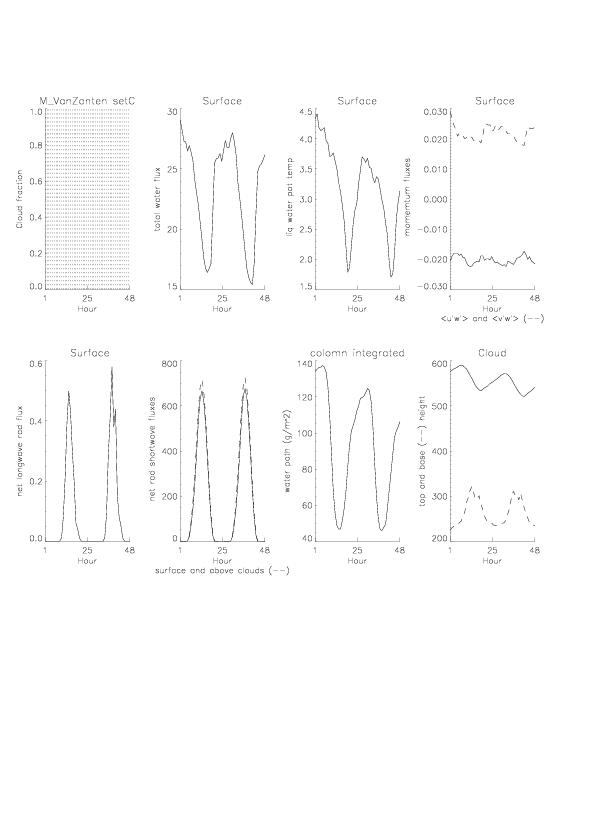 M_VanZanten setC
Cloud fraction
1.0
0.8
0.6
0.4
0.2
0.0
1 25 48
Hour
Surface
total water flux
30
25
20
15
1 25 48
Hour
Surface
liq water pot temp
4.5
4.0
3.5
3.0
2.5
2.0
1.5
1 25 48
Hour
Surface
momemtum fluxes
0.030
0.020
0.010
0.000
-0.010
-0.020
-0.030
1 25 48
Hour
<u'w'> and <v'w'> (--)
Surface
net longwave rad flux
0.6
0.4
0.2
0.0
1 25 48
Hour
net rad shortwave fluxes
800
600
400
200
0
1 25 48
Hour
surface and above clouds (--)
colomn integrated
water path (g/m^2)
140
120
100
80
60
40
1 25 48
Hour
Cloud
top and base (--) height
600
500
400
300
200
1 25 48
Hour